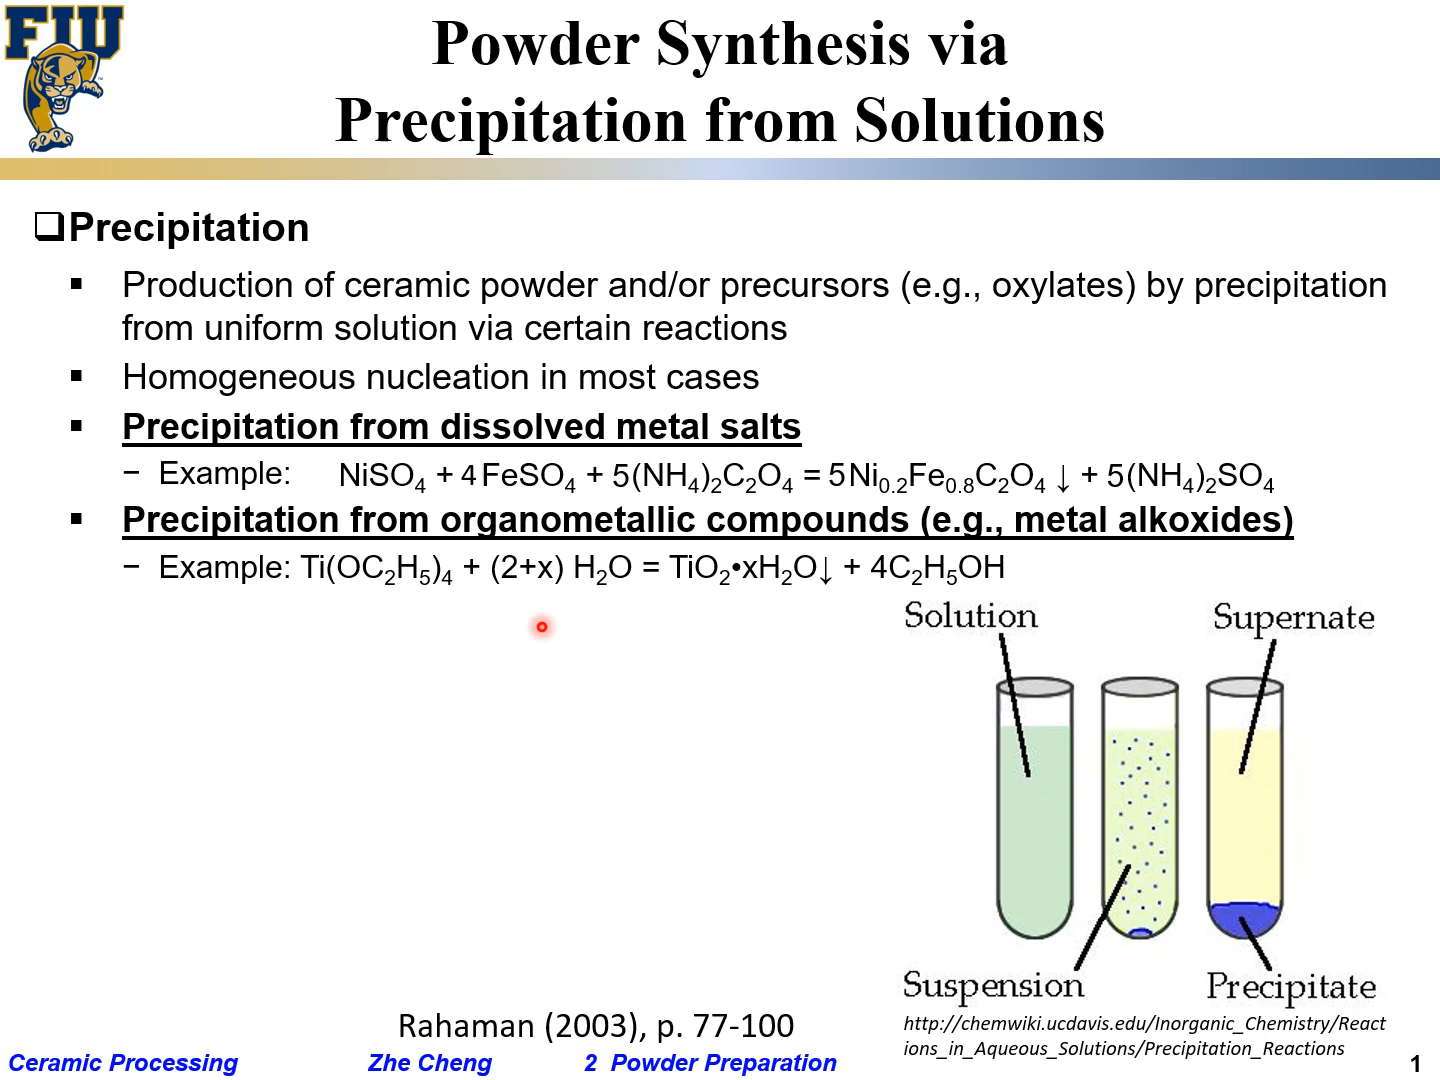 FIU
Powder Synthesis via
Precipitation from Solutions
❑Precipitation
▪ Production of ceramic powder and/or precursors (e.g., oxylates) by precipitation
from uniform solution via certain reactions
▪ Homogeneous nucleation in most cases
▪ Precipitation from dissolved metal salts
− Example: NiSO₄ + 4 FeSO₄ + 5(NH₄)₂C₂O₄ = 5Ni₀.₂Fe₀.₈C₂O₄ ↓ + 5(NH₄)₂SO₄
▪ Precipitation from organometallic compounds (e.g., metal alkoxides)
− Example: Ti(OC₂H₅)₄ + (2+x) H₂O = TiO₂•xH₂O↓ + 4C₂H₅OH
Solution Supernate
Suspension Precipitate
Rahaman (2003), p. 77-100
http://chemwiki.ucdavis.edu/Inorganic_Chemistry/React
ions_in_Aqueous_Solutions/Precipitation_Reactions
Ceramic Processing Zhe Cheng 2 Powder Preparation 1